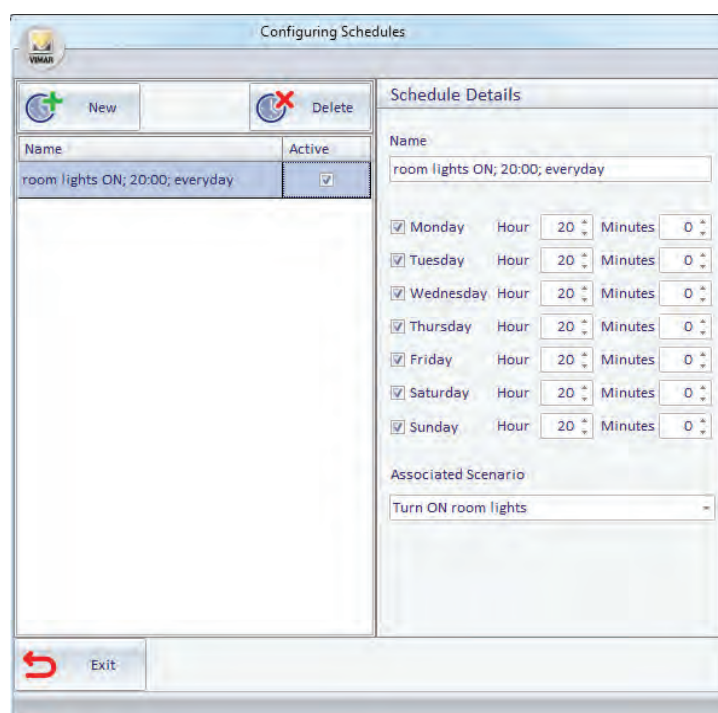 Configuring Schedules
VIMAR
New
Delete
Name
Active
room lights ON; 20:00; everyday
Schedule Details
Name
room lights ON; 20:00; everyday
Monday Hour 20 Minutes 0
Tuesday Hour 20 Minutes 0
Wednesday Hour 20 Minutes 0
Thursday Hour 20 Minutes 0
Friday Hour 20 Minutes 0
Saturday Hour 20 Minutes 0
Sunday Hour 20 Minutes 0
Associated Scenario
Turn ON room lights
Exit